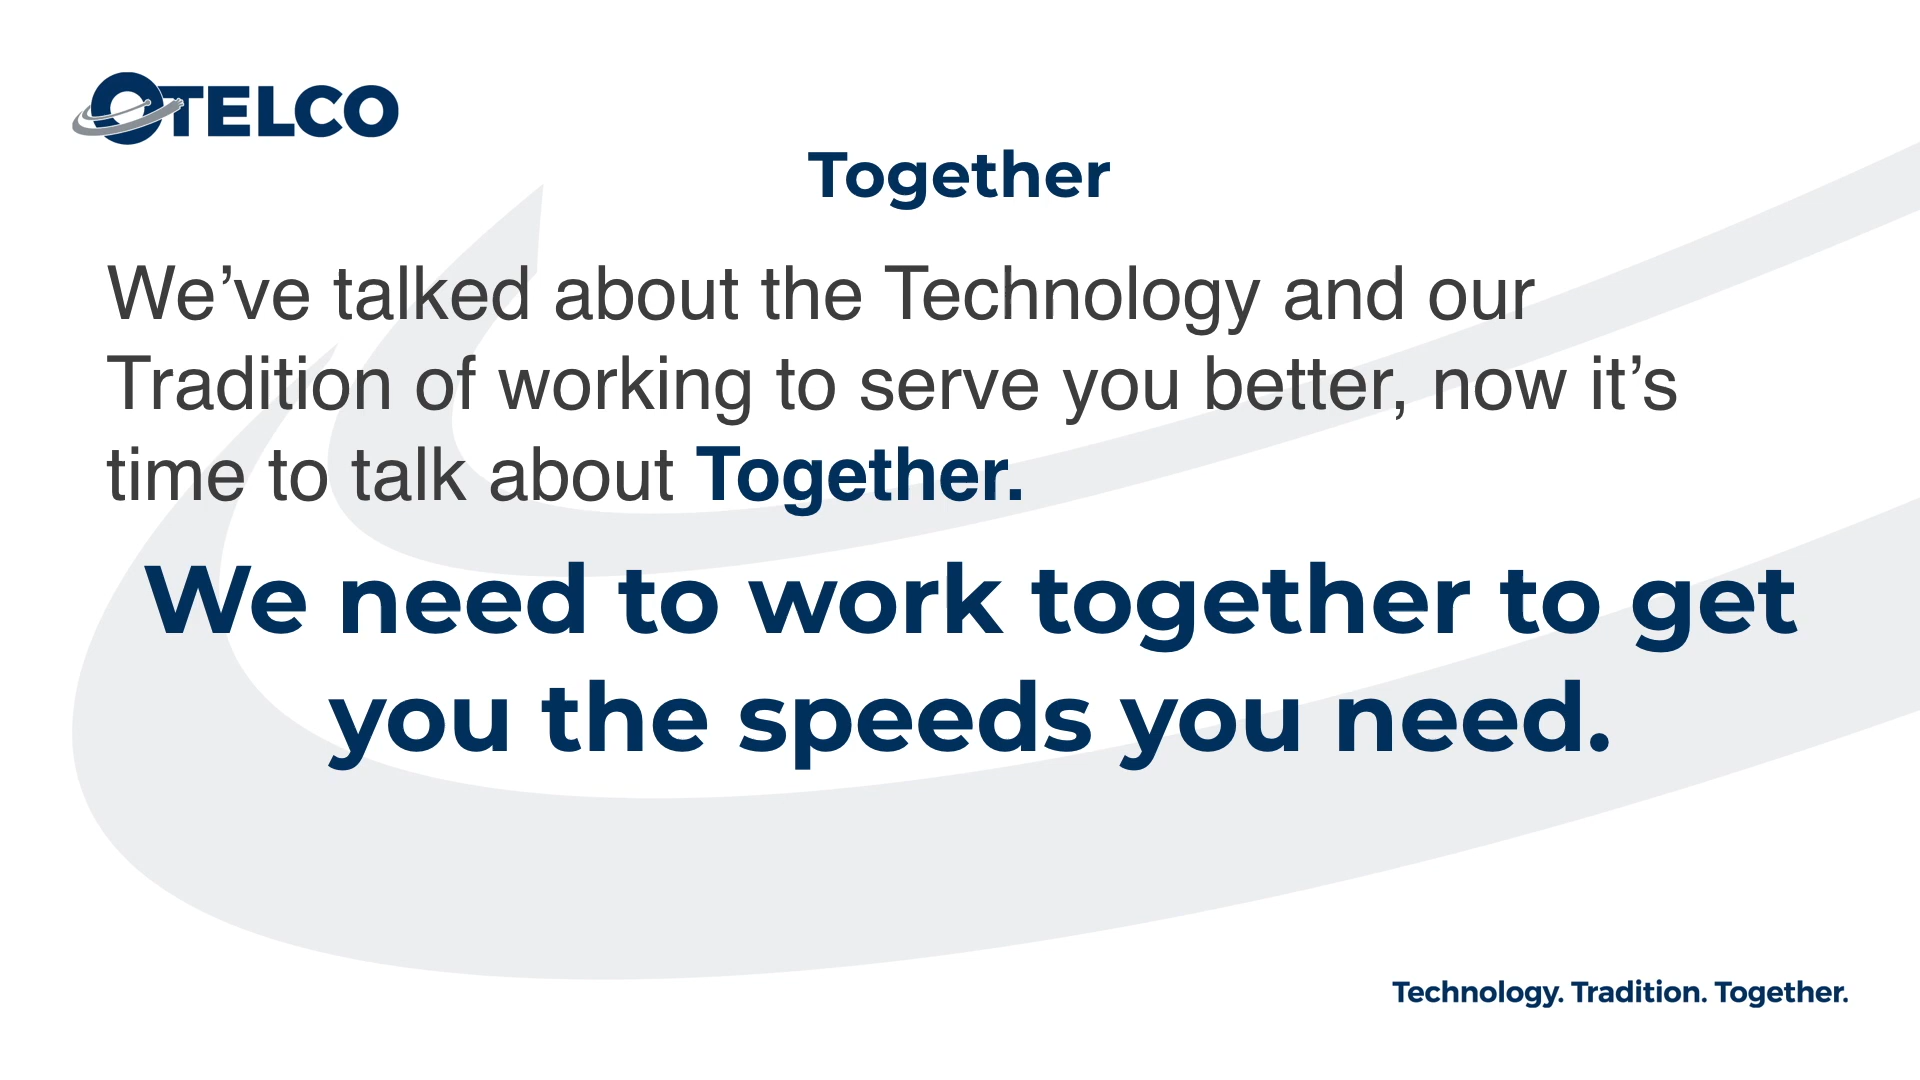 OTELCO
Together
We’ve talked about the Technology and our
Tradition of working to serve you better, now it’s
time to talk about Together.
We need to work together to get
you the speeds you need.
Technology. Tradition. Together.